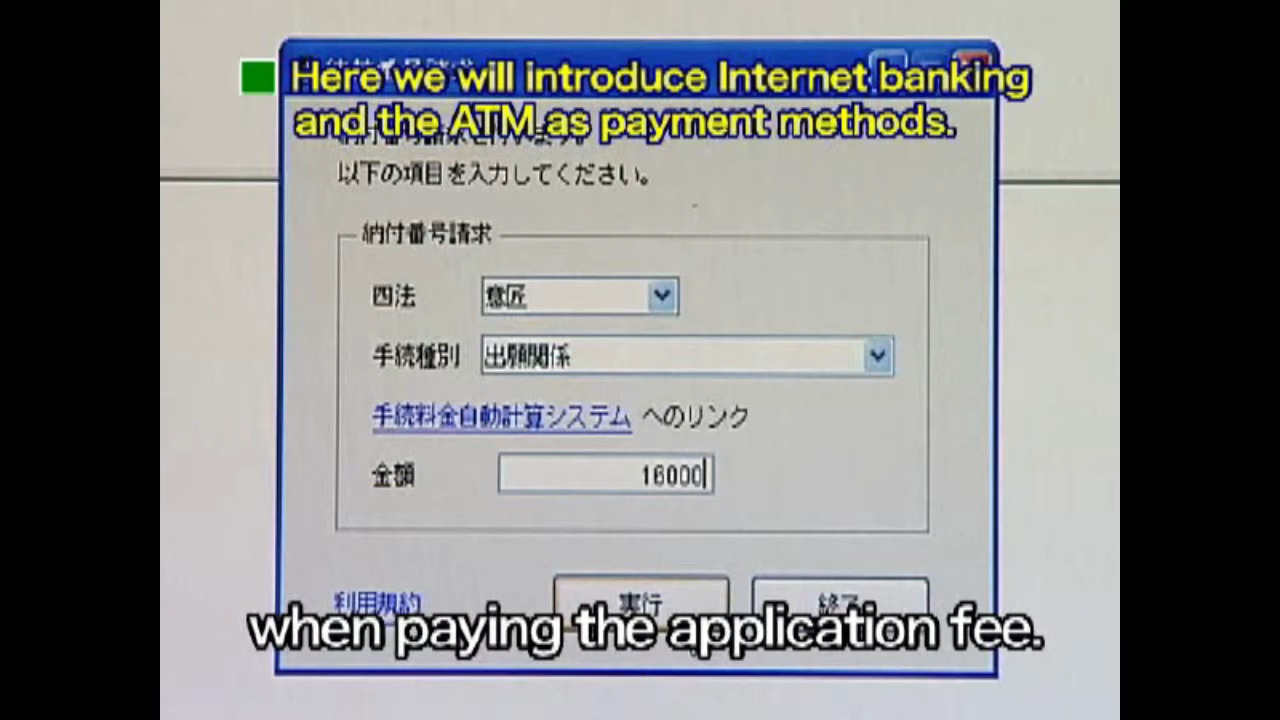 Here we will introduce Internet banking
and the ATM as payment methods.
以下の項目を入力してください。
納付番号請求
四法 意匠
手続種別 出願関係
手続料金自動計算システム へのリンク
金額 16000
利用規約 実行 終了
when paying the application fee.